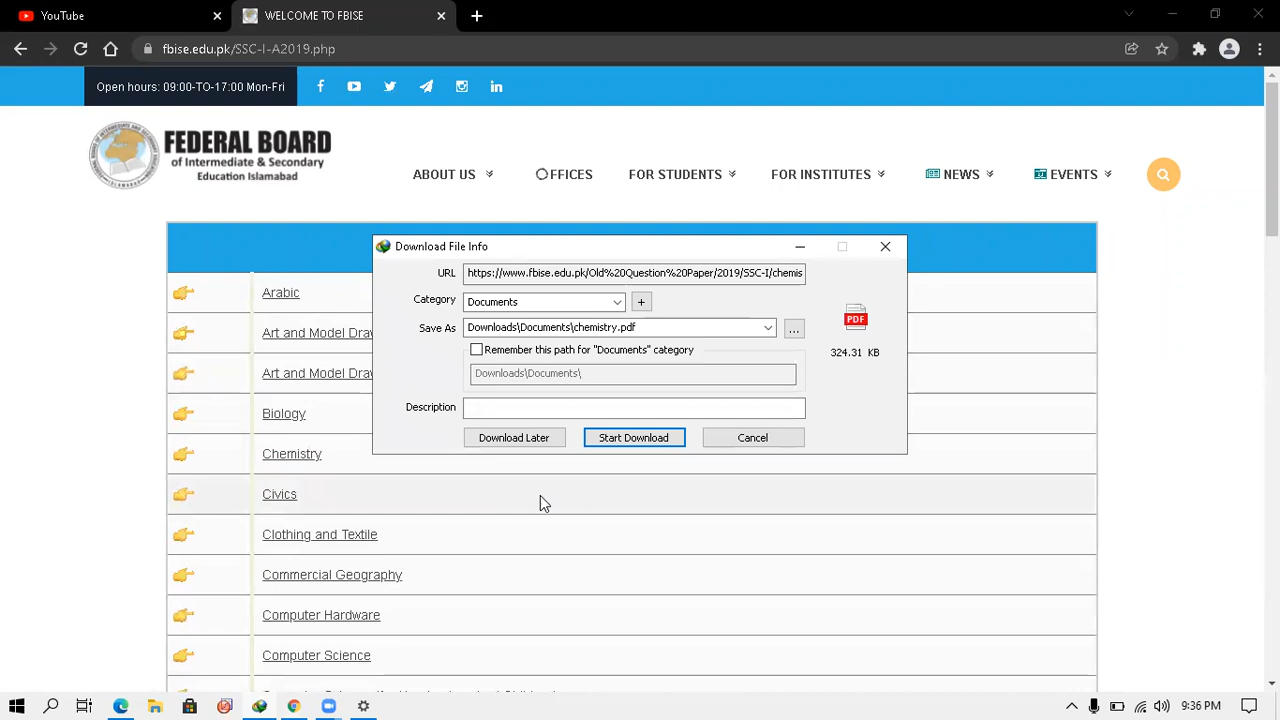 YouTube
WELCOME TO FBISE
fbise.edu.pk/SSC-I-A2019.php
Open hours: 09:00-TO-17:00 Mon-Fri
FEDERAL BOARD
of Intermediate & Secondary
Education Islamabad
ABOUT US
OFFICES
FOR STUDENTS
FOR INSTITUTES
NEWS
EVENTS
Download File Info
URL
https://www.fbise.edu.pk/Old%20Question%20Paper/2019/SSC-I/chemis
Category
Documents
+
Save As
Downloads\Documents\chemistry.pdf
...
PDF
324.31 KB
Remember this path for "Documents" category
Downloads\Documents\
Description
Download Later
Start Download
Cancel
Arabic
Art and Model Draw
Art and Model Draw
Biology
Chemistry
Civics
Clothing and Textile
Commercial Geography
Computer Hardware
Computer Science
9:36 PM